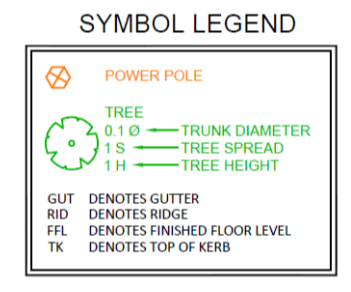 SYMBOL LEGEND
POWER POLE
TREE
0.1 Ø TRUNK DIAMETER
1 S TREE SPREAD
1 H TREE HEIGHT
GUT DENOTES GUTTER
RID DENOTES RIDGE
FFL DENOTES FINISHED FLOOR LEVEL
TK DENOTES TOP OF KERB